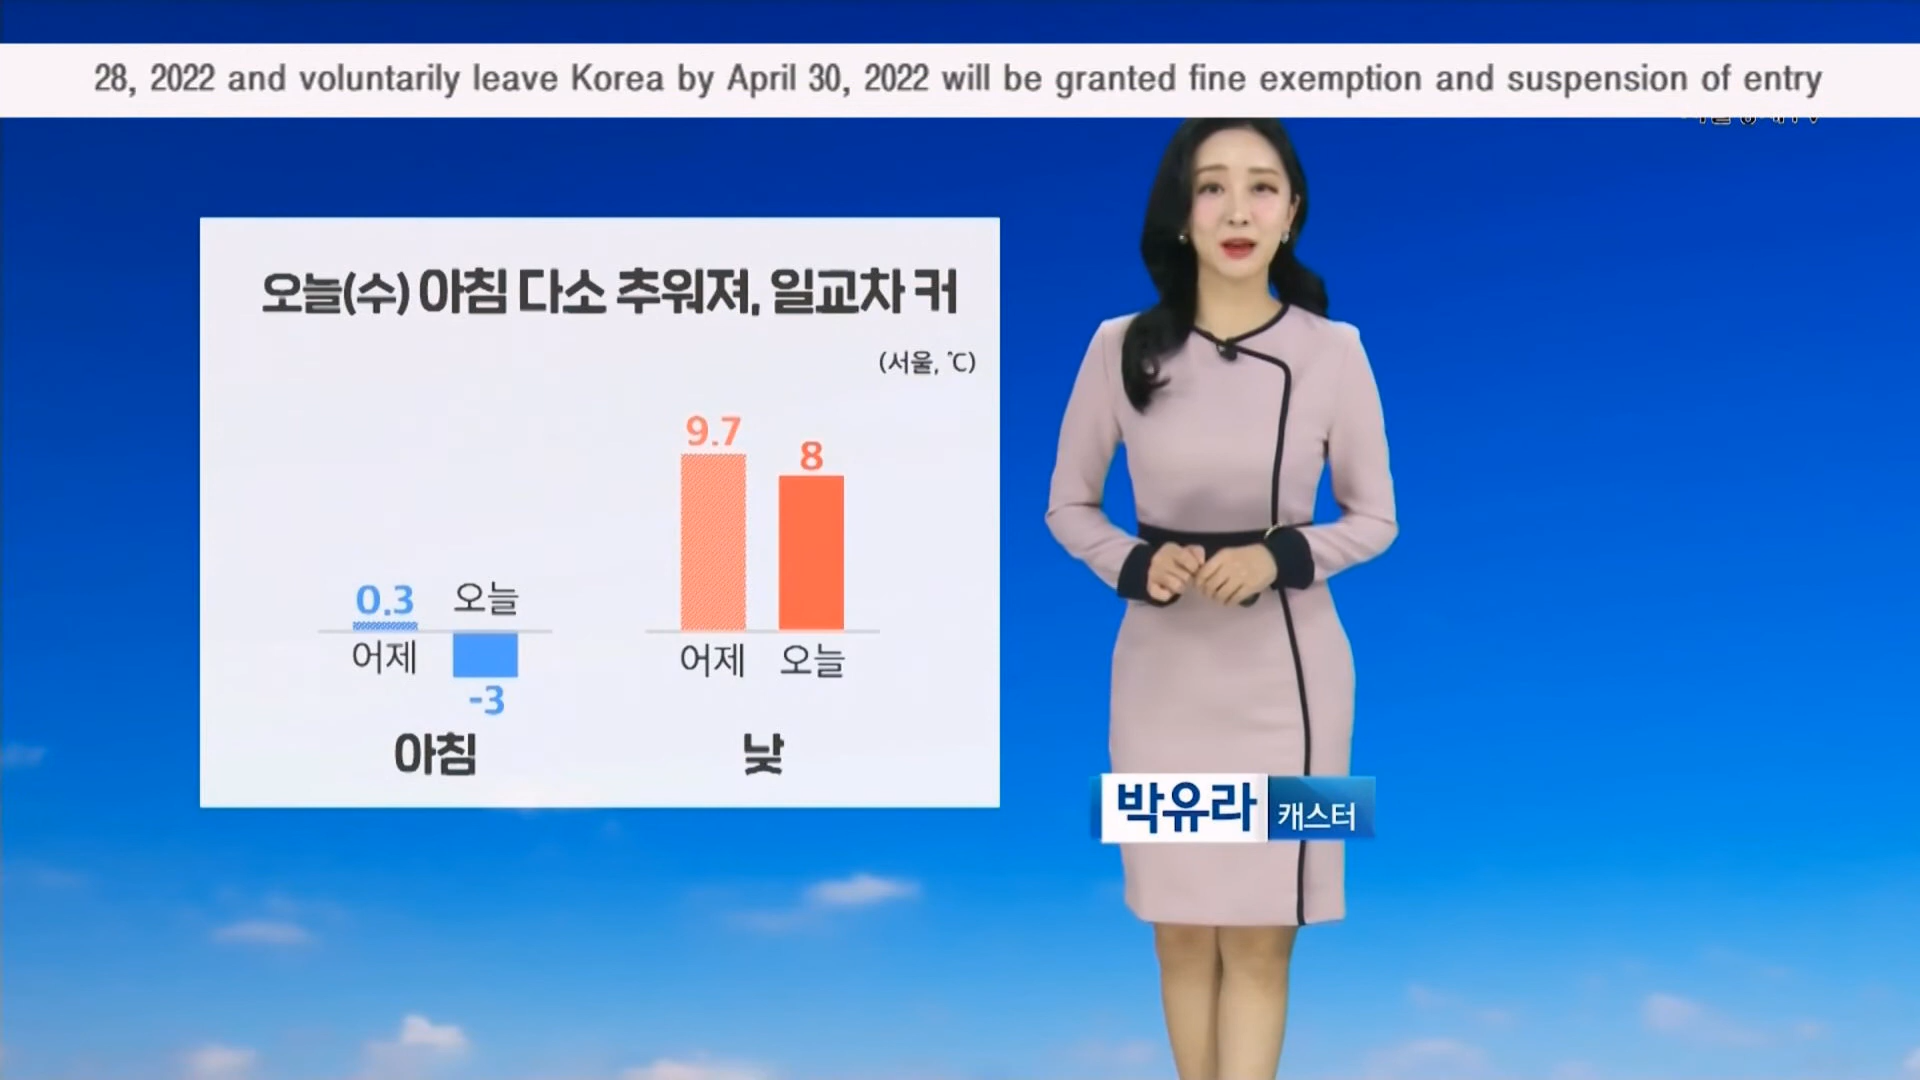 28, 2022 and voluntarily leave Korea by April 30, 2022 will be granted fine exemption and suspension of entry
오늘(수) 아침 다소 추워져, 일교차 커
(서울, ℃)
9.7
8
0.3
오늘
어제
-3
어제
오늘
아침
낮
박유라 캐스터